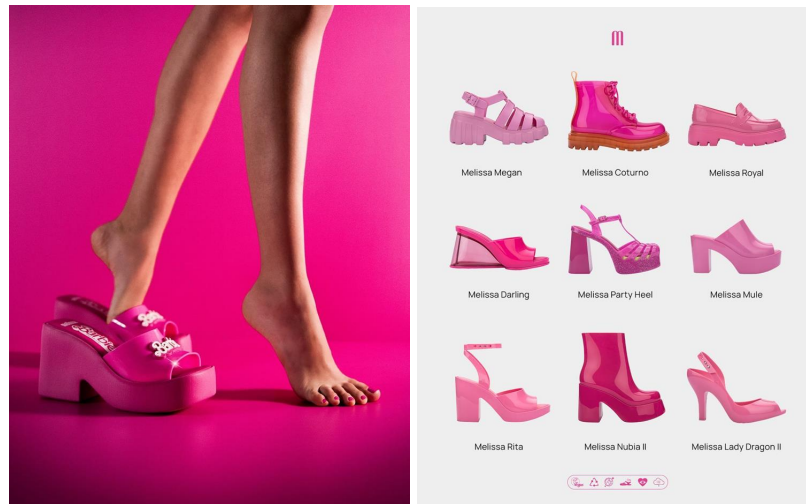 Barbie
m
Melissa Megan
Melissa Coturno
Melissa Royal
Melissa Darling
Melissa Party Heel
Melissa Mule
Melissa Rita
Melissa Nubia II
Melissa Lady Dragon II